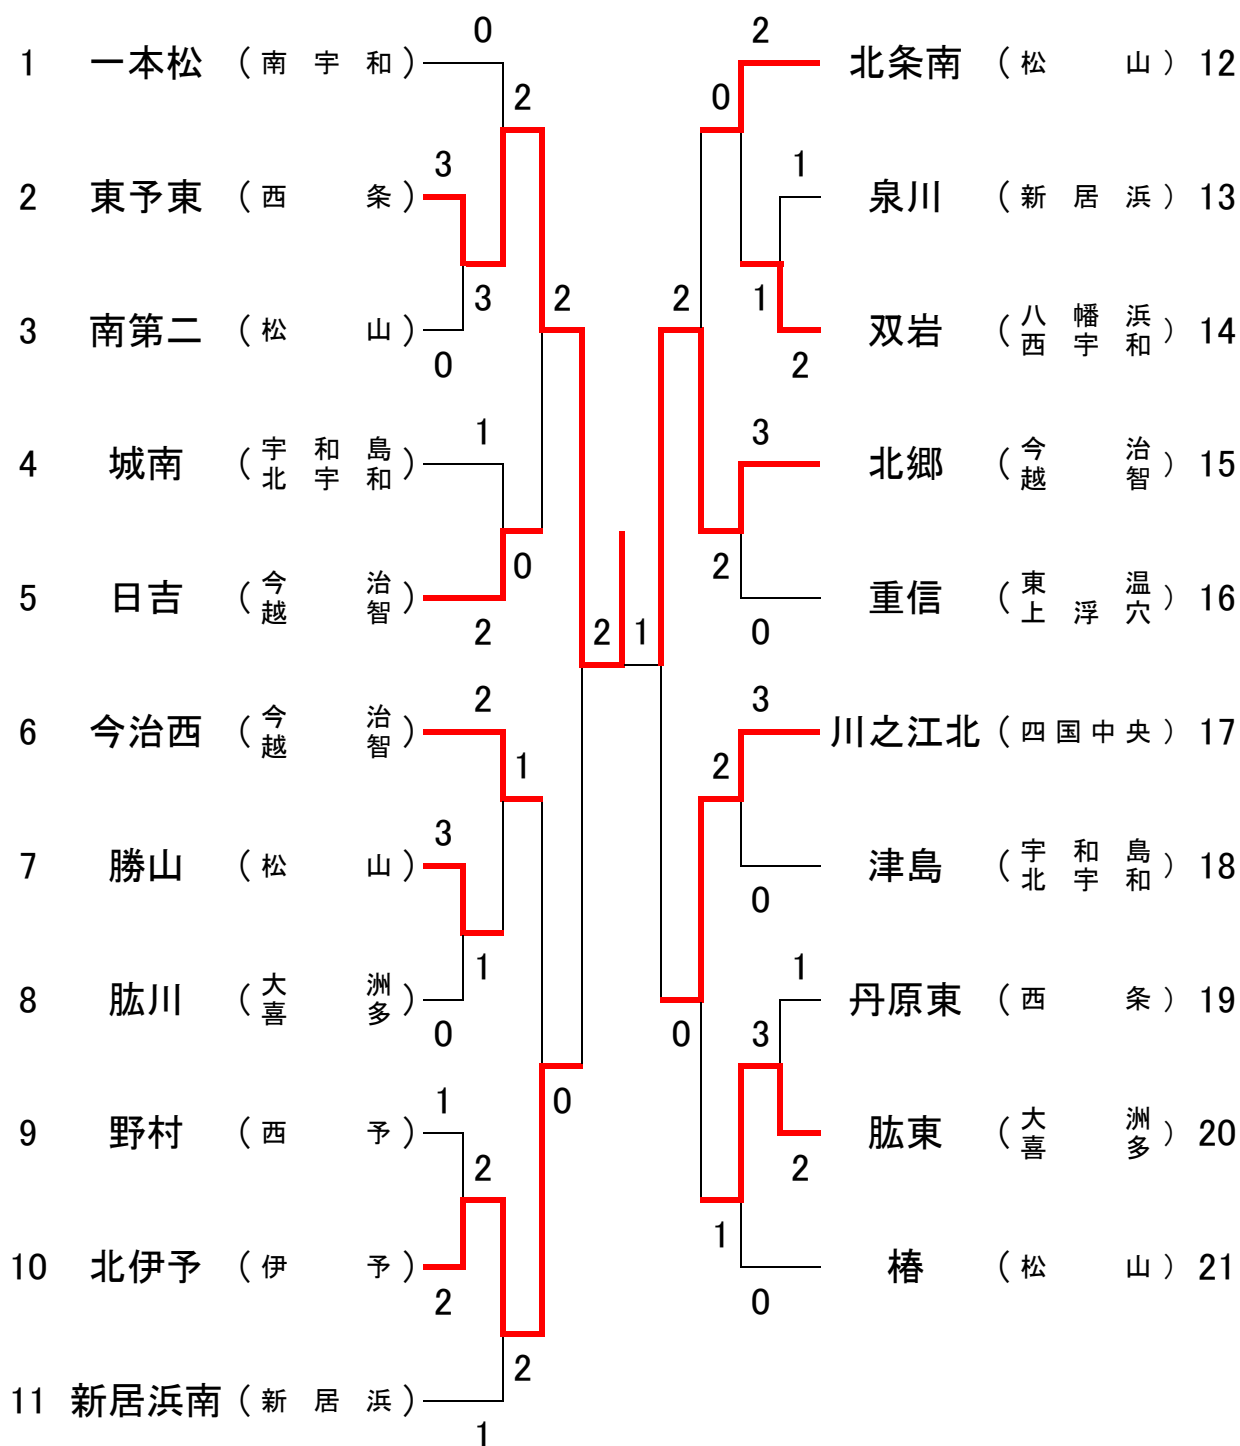 0
1 一本松 (南宇和)
2
3
2 東予東 (西条)
3
2
3 南第二 (松山)
0
1
4 城南 (宇和島
北宇和)
0
5 日吉 (今治
越智)
2
2
2
6 今治西 (今治
越智)
1
3
7 勝山 (松山)
1
8 肱川 (大洲
喜多)
0
0
1
9 野村 (西予)
2
10 北伊予 (伊予)
2
2
11 新居浜南 (新居浜)
1
2
北条南 (松山) 12
0
1
泉川 (新居浜) 13
2
1
双岩 (八幡浜
西宇和) 14
2
3
北郷 (今治
越智) 15
2
重信 (東温
上浮穴) 16
0
1
3
川之江北 (四国中央) 17
2
津島 (宇和島
北宇和) 18
0
1
丹原東 (西条) 19
0
3
肱東 (大洲
喜多) 20
2
1
椿 (松山) 21
0